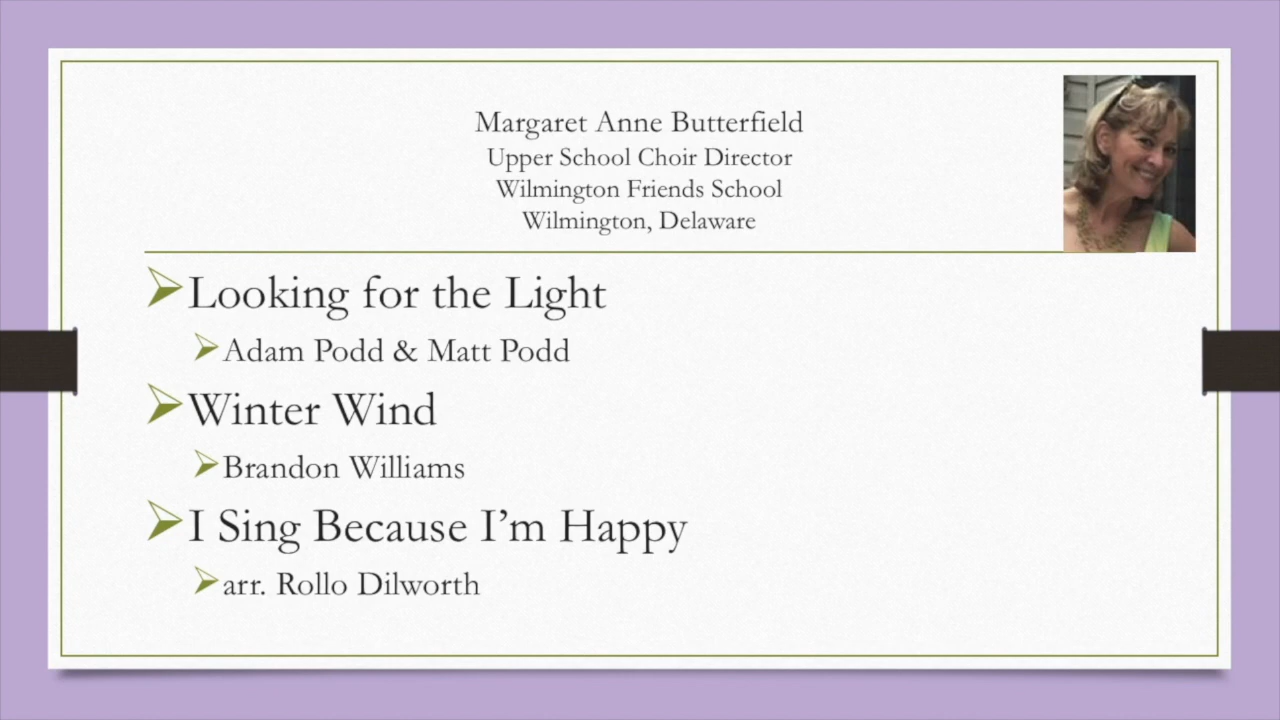 Margaret Anne Butterfield
Upper School Choir Director
Wilmington Friends School
Wilmington, Delaware
Looking for the Light
Adam Podd & Matt Podd
Winter Wind
Brandon Williams
I Sing Because I’m Happy
arr. Rollo Dilworth